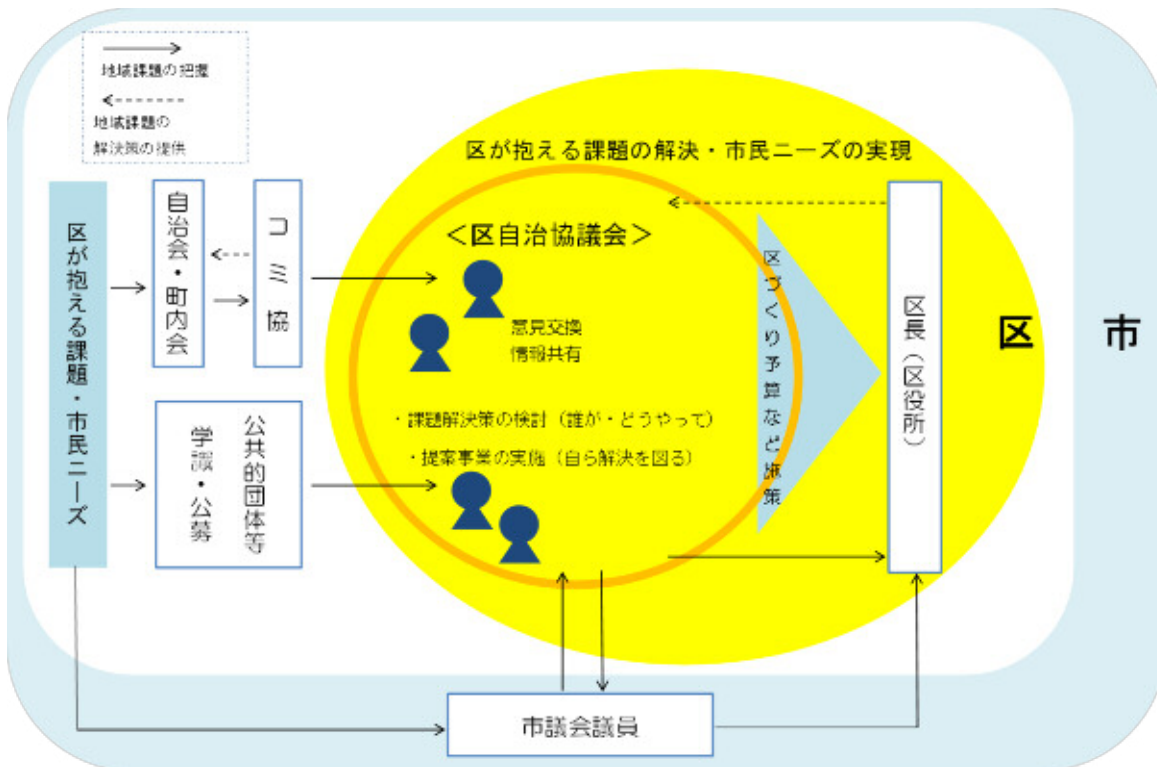 地域課題の把握
地域課題の
解決策の提供
区が抱える課題の解決・市民ニーズの実現
区が抱える課題・市民ニーズ
自治会・町内会
コミ協
＜区自治協議会＞
意見交換
情報共有
・課題解決策の検討（誰が・どうやって）
・提案事業の実施（自ら解決を図る）
区づくり予算など施策
区長（区役所）
区
市
公共的団体等
学識・公募
市議会議員